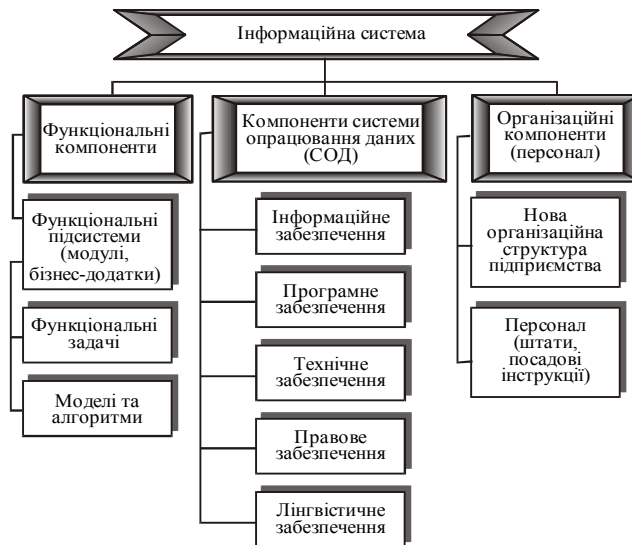 Інформаційна система
Функціональні
компоненти
Функціональні
підсистеми
(модулі,
бізнес-додатки)
Функціональні
задачі
Моделі та
алгоритми
Компоненти системи
опрацювання даних
(СОД)
Інформаційне
забезпечення
Програмне
забезпечення
Технічне
забезпечення
Правове
забезпечення
Лінгвістичне
забезпечення
Організаційні
компоненти
(персонал)
Нова
організаційна
структура
підприємства
Персонал
(штати,
посадові
інструкції)